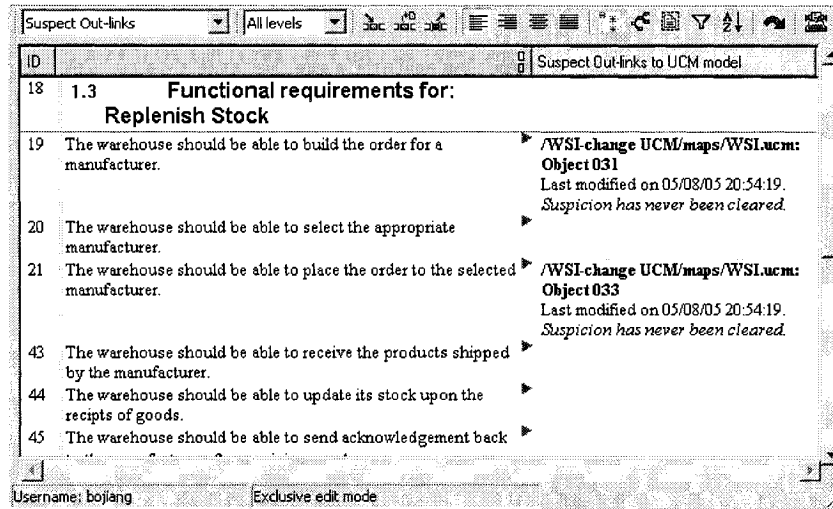 Suspect Out-links All levels
ID Suspect Out-links to UCM model
18 1.3 Functional requirements for:
Replenish Stock
19 The warehouse should be able to build the order for a
manufacturer.
/WSI-change UCM/maps/WSI.ucm:
Object 031
Last modified on 05/08/05 20:54:19.
Suspicion has never been cleared.
20 The warehouse should be able to select the appropriate
manufacturer.
21 The warehouse should be able to place the order to the selected
manufacturer.
/WSI-change UCM/maps/WSI.ucm:
Object 033
Last modified on 05/08/05 20:54:19.
Suspicion has never been cleared.
43 The warehouse should be able to receive the products shipped
by the manufacturer.
44 The warehouse should be able to update its stock upon the
recipts of goods.
45 The warehouse should be able to send acknowledgement back
Username: bojiang Exclusive edit mode